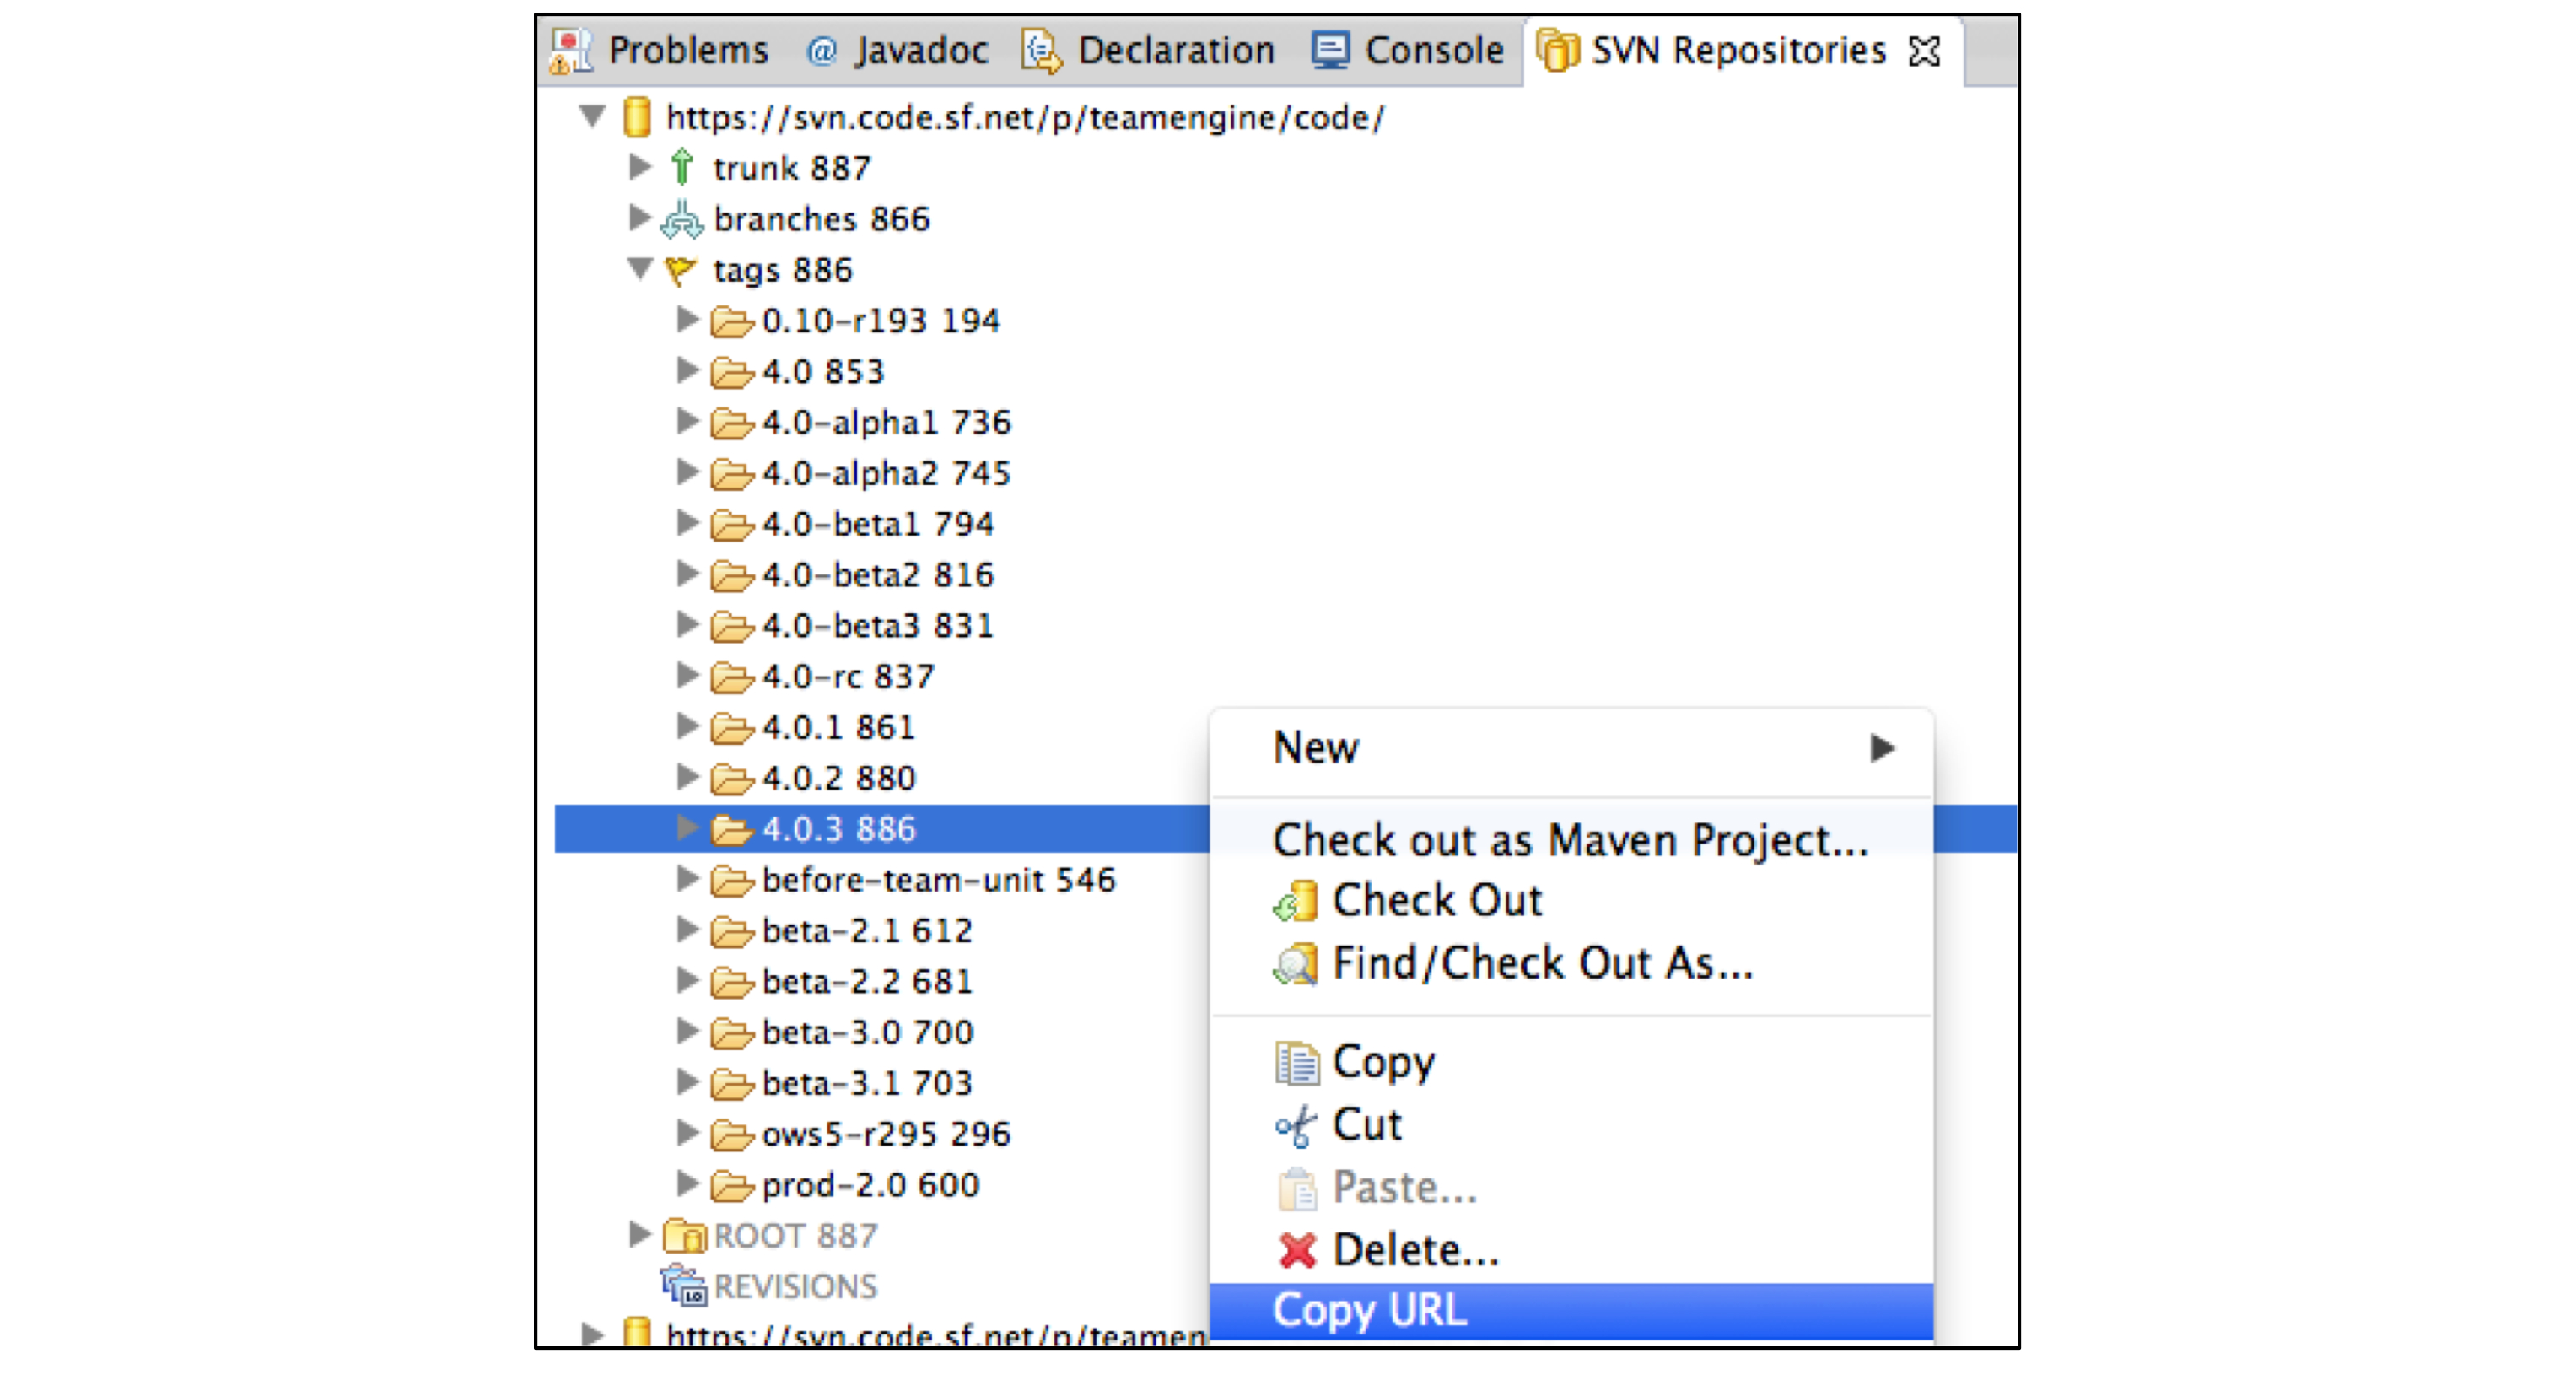 Problems @ Javadoc Declaration Console SVN Repositories
https://svn.code.sf.net/p/teamengine/code/
trunk 887
branches 866
tags 886
0.10-r193 194
4.0 853
4.0-alpha1 736
4.0-alpha2 745
4.0-beta1 794
4.0-beta2 816
4.0-beta3 831
4.0-rc 837
4.0.1 861
4.0.2 880
4.0.3 886
before-team-unit 546
beta-2.1 612
beta-2.2 681
beta-3.0 700
beta-3.1 703
ows5-r295 296
prod-2.0 600
ROOT 887
REVISIONS
https://svn.code.sf.net/p/teamen
New
Check out as Maven Project...
Check Out
Find/Check Out As...
Copy
Cut
Paste...
Delete...
Copy URL